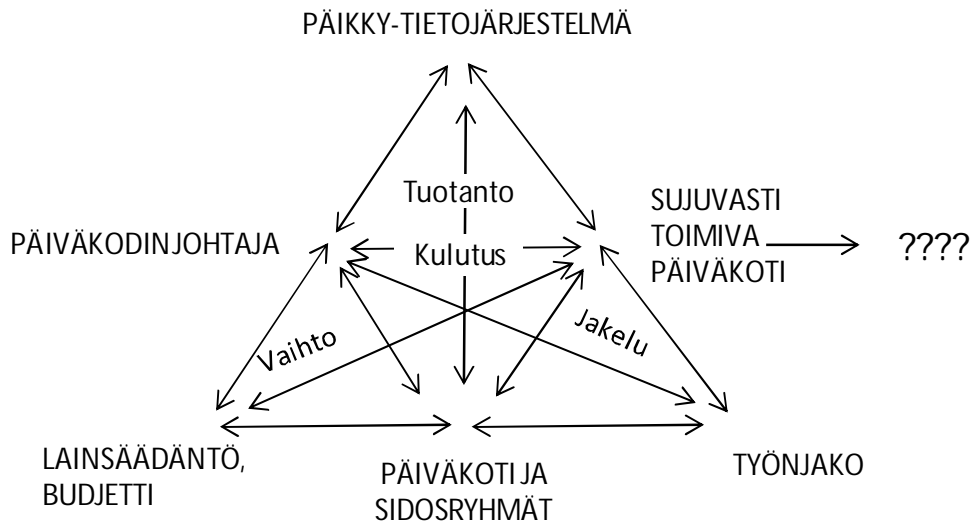 PÄIKKY-TIETOJÄRJESTELMÄ
Tuotanto
PÄIVÄKODINJOHTAJA
Kulutus
SUJUVASTI
TOIMIVA
PÄIVÄKOTI
????
Vaihto
Jakelu
LAINSÄÄDÄNTÖ,
BUDJETTI
PÄIVÄKOTI JA
SIDOSRYHMÄT
TYÖNJAKO